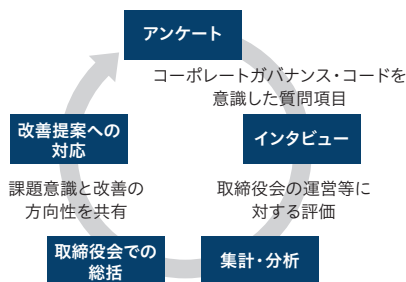 アンケート
コーポレートガバナンス・コードを
意識した質問項目
インタビュー
取締役会の運営等に
対する評価
集計・分析
取締役会での
総括
改善提案への
対応
課題意識と改善の
方向性を共有